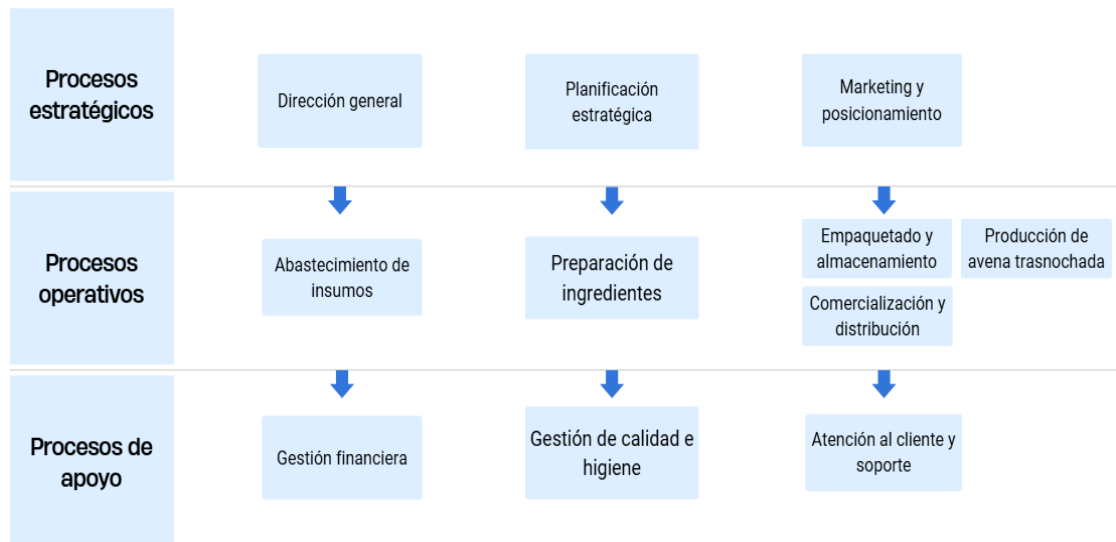 Procesos
estratégicos
Dirección general
Planificación
estratégica
Marketing y
posicionamiento
Procesos
operativos
Abastecimiento de
insumos
Preparación de
ingredientes
Empaquetado y
almacenamiento
Producción de
avena trasnochada
Comercialización y
distribución
Procesos de
apoyo
Gestión financiera
Gestión de calidad e
higiene
Atención al cliente y
soporte